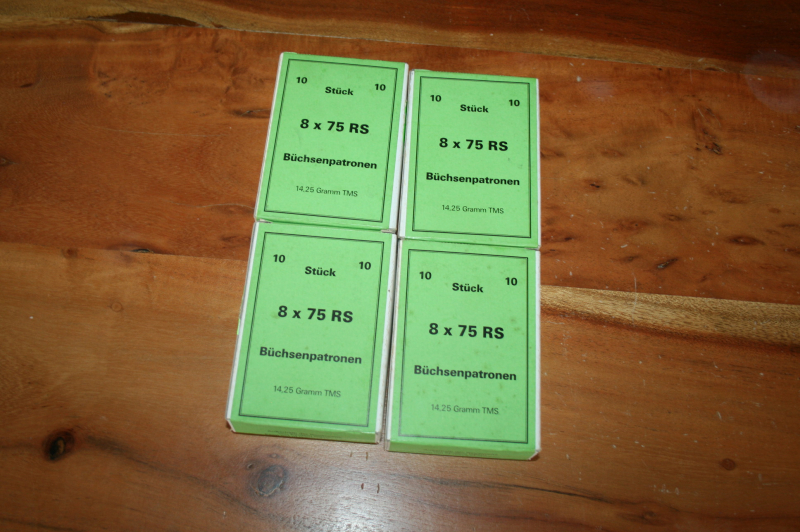 10 10
Stück
8 x 75 RS
Büchsenpatronen
14,25 Gramm TMS
10 10
Stück
8 x 75 RS
Büchsenpatronen
14,25 Gramm TMS
10 10
Stück
8 x 75 RS
Büchsenpatronen
14,25 Gramm TMS
10 10
Stück
8 x 75 RS
Büchsenpatronen
14,25 Gramm TMS